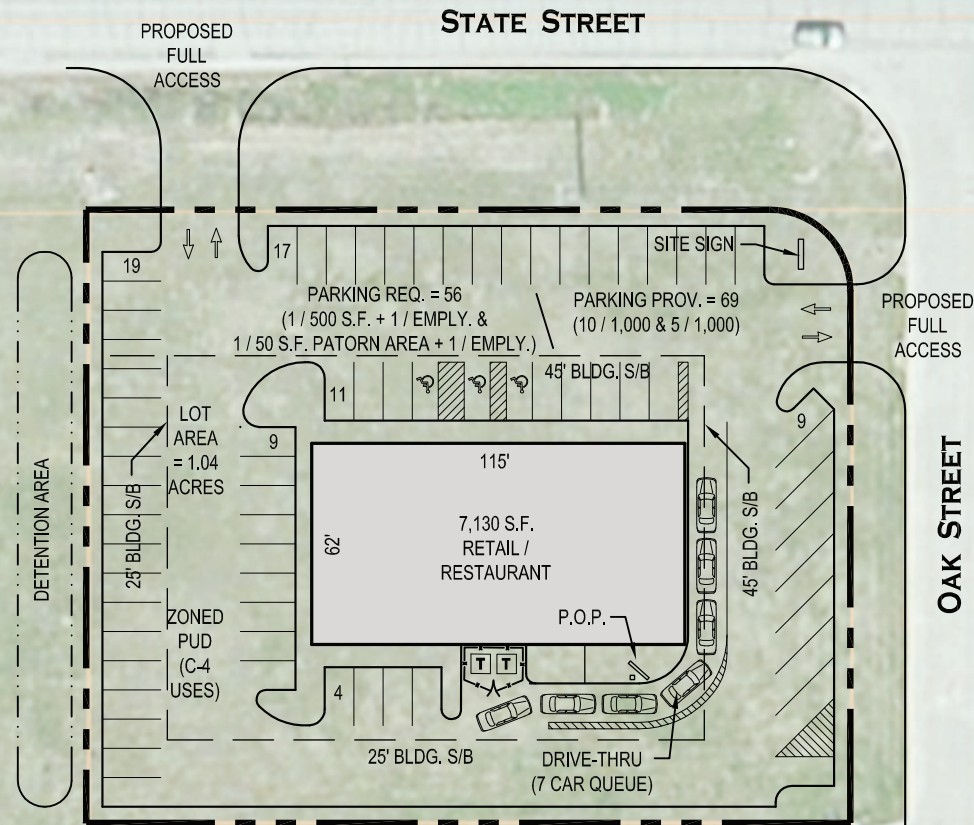 STATE STREET
PROPOSED
FULL
ACCESS
19
17
SITE SIGN
PARKING REQ. = 56
(1 / 500 S.F. + 1 / EMPLY. &
1 / 50 S.F. PATORN AREA + 1 / EMPLY.)
PARKING PROV. = 69
(10 / 1,000 & 5 / 1,000)
PROPOSED
FULL
ACCESS
45' BLDG. S/B
11
9
9
LOT
AREA
= 1.04
ACRES
25' BLDG. S/B
DETENTION AREA
115'
62'
7,130 S.F.
RETAIL /
RESTAURANT
45' BLDG. S/B
OAK STREET
P.O.P.
ZONED
PUD
(C-4
USES)
T T
4
25' BLDG. S/B
DRIVE-THRU
(7 CAR QUEUE)